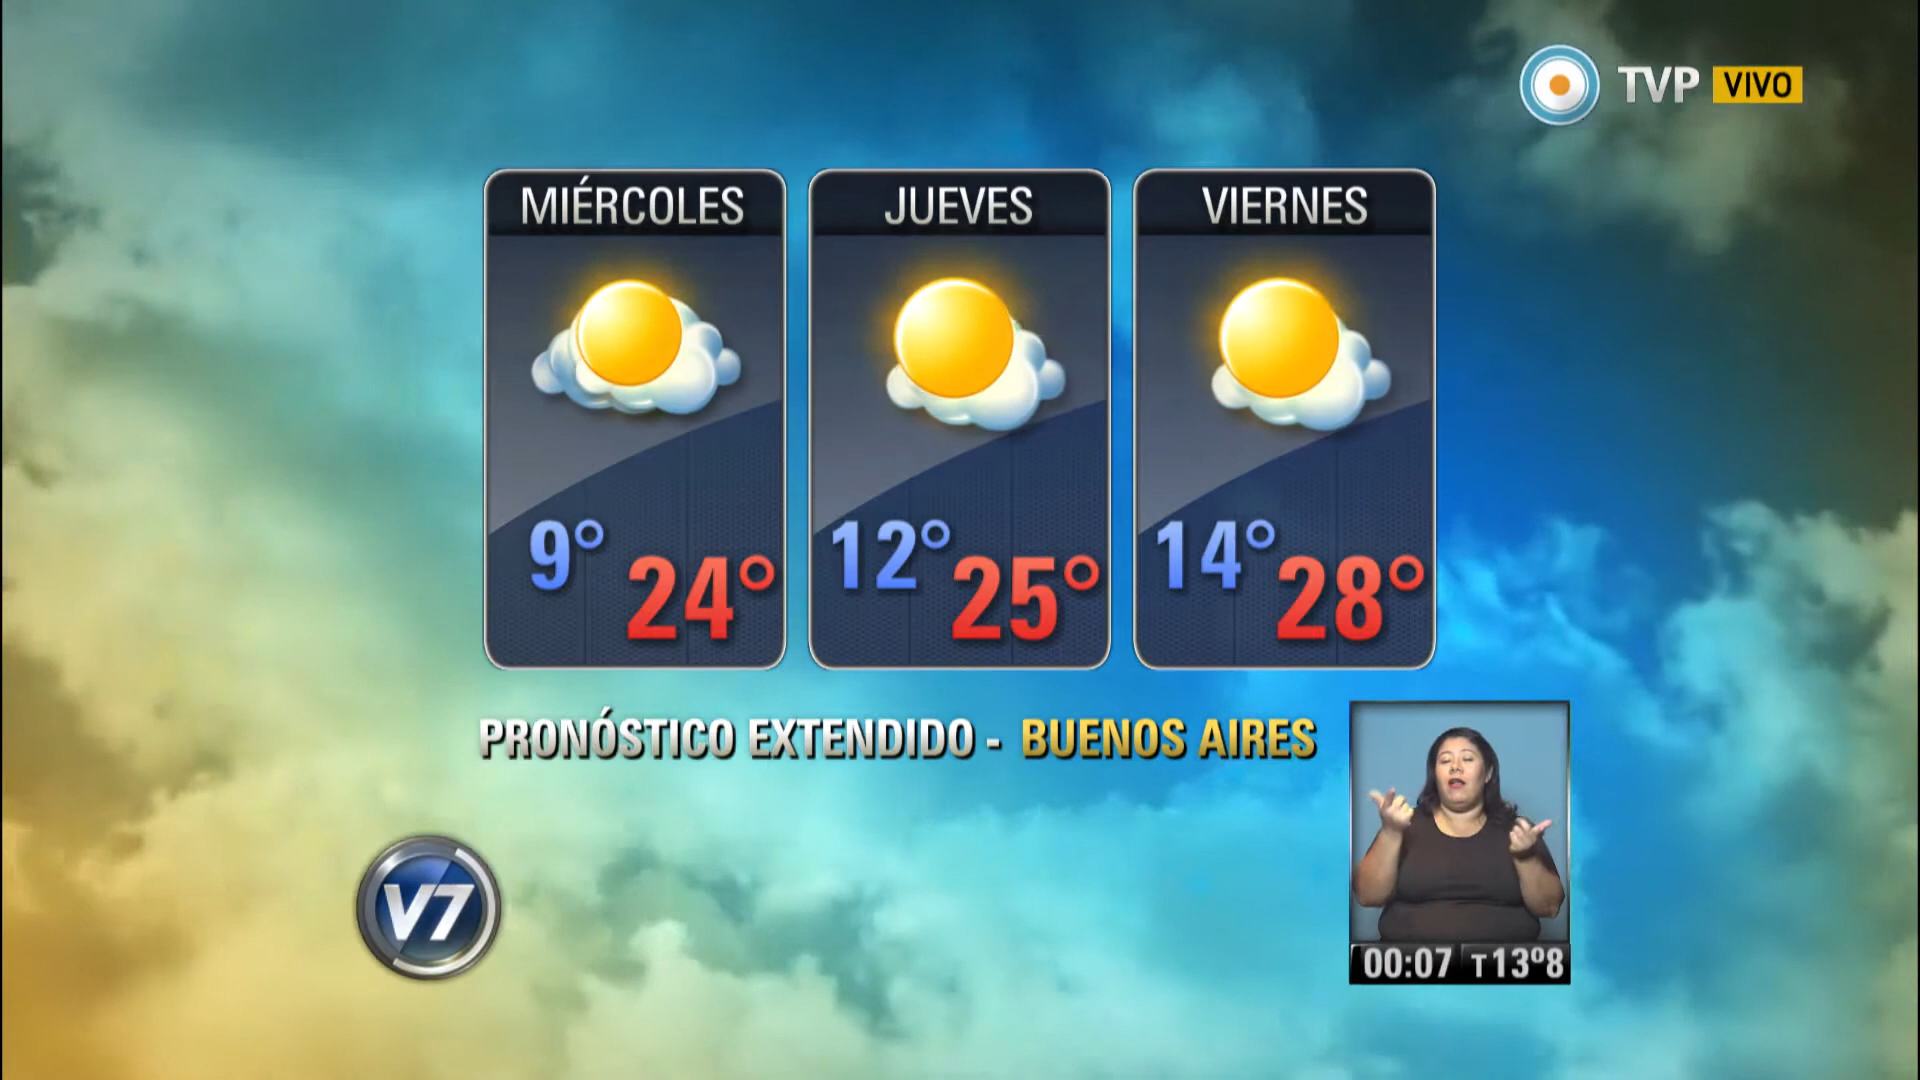 TVP VIVO
MIÉRCOLES
9° 24°
JUEVES
12° 25°
VIERNES
14° 28°
PRONÓSTICO EXTENDIDO - BUENOS AIRES
V7
00:07 T13º8